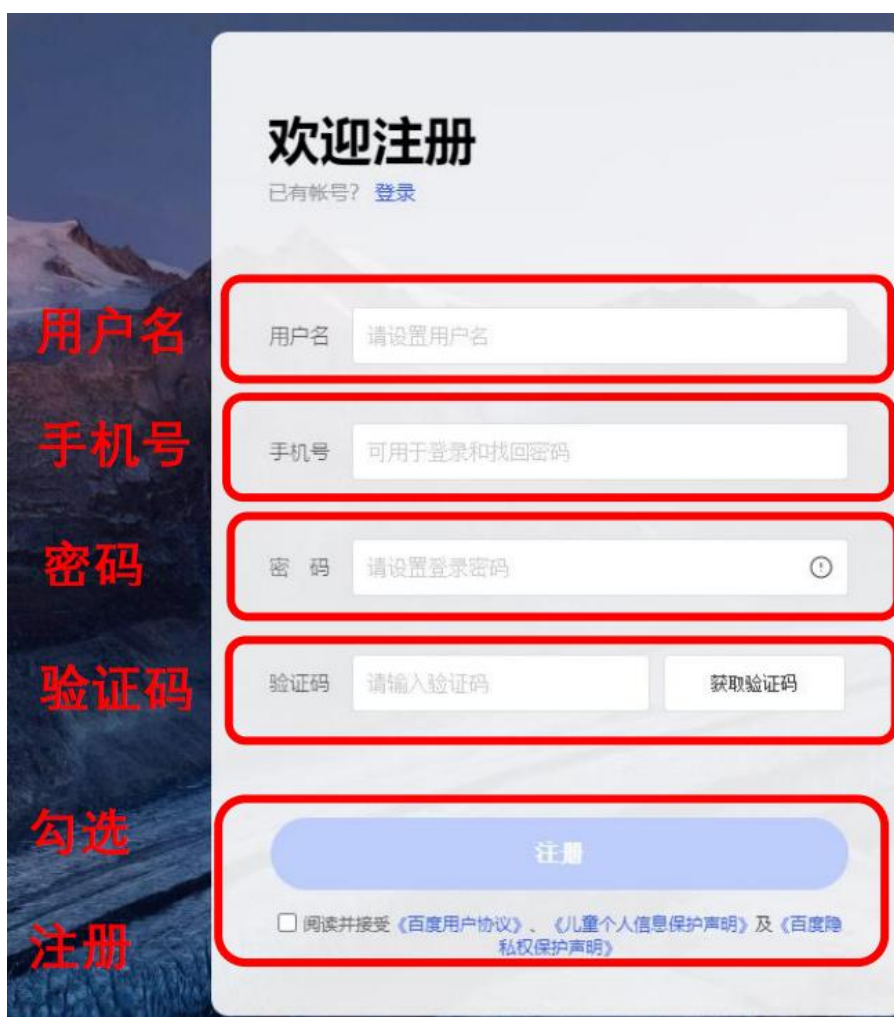 欢迎注册
已有帐号? 登录
用户名 用户名 请设置用户名
手机号 手机号 可用于登录和找回密码
密码 密 码 请设置登录密码
验证码 验证码 请输入验证码 获取验证码
勾选
注册
注册 阅读并接受《百度用户协议》、《儿童个人信息保护声明》及《百度隐
私权保护声明》